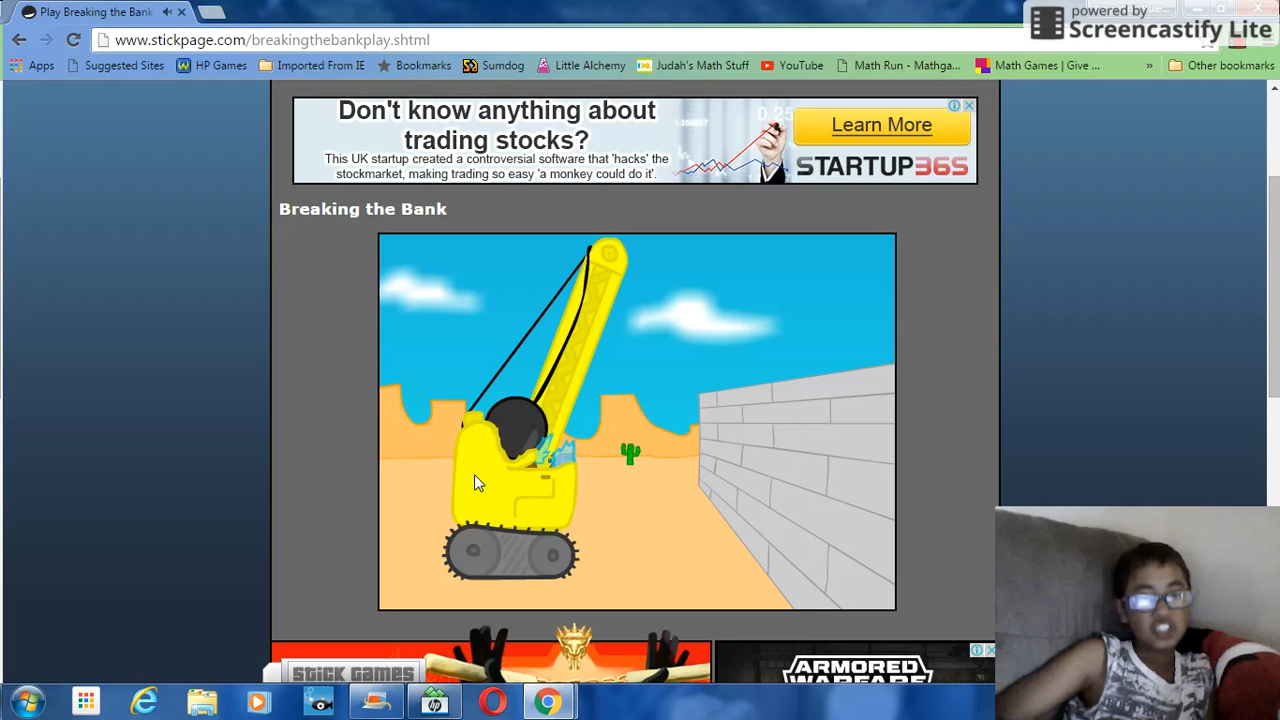 Play Breaking the Bank
powered by
Screencastify Lite
www.stickpage.com/breakingthebankplay.shtml
Apps Suggested Sites HP Games Imported From IE Bookmarks Sumdog Little Alchemy Judah's Math Stuff YouTube Math Run - Mathga... Math Games | Give ... » Other bookmarks
Don't know anything about
trading stocks?
This UK startup created a controversial software that 'hacks' the
stockmarket, making trading so easy 'a monkey could do it'.
Learn More
STARTUP36S
Breaking the Bank
STICK GAMES
ARMORED
WARFARE